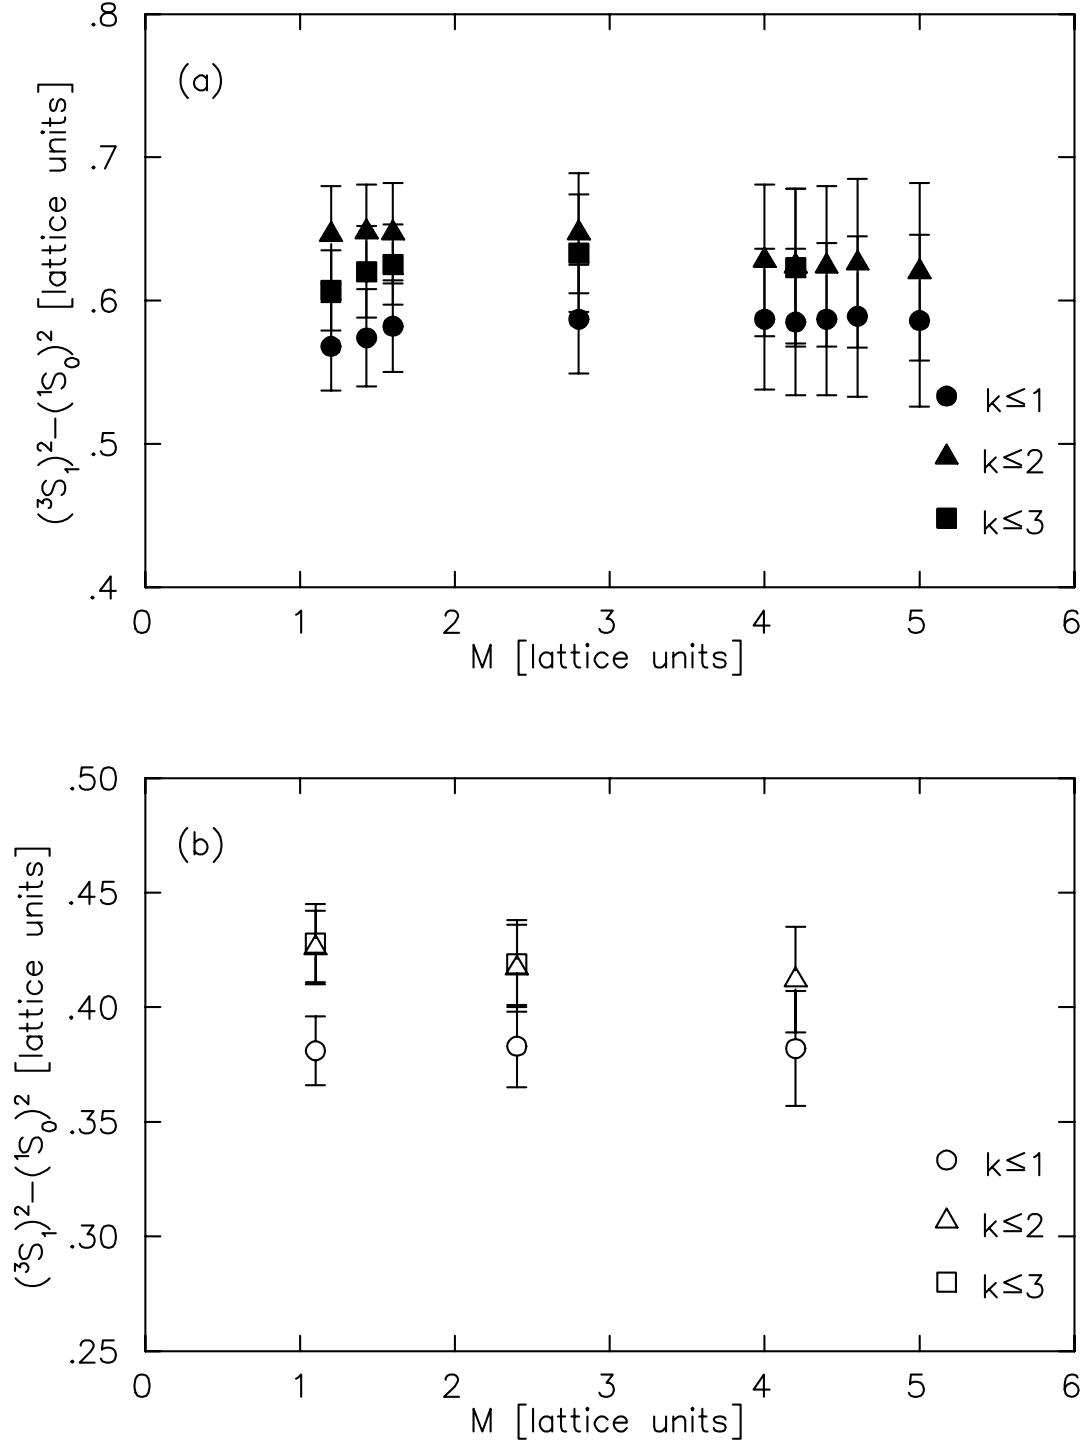 .8
(a)
.7
.6
.5
.4
(³S₁)²−(¹S₀)² [lattice units]
k≤1
k≤2
k≤3
0 1 2 3 4 5 6
M [lattice units]
.50
(b)
.45
.40
.35
.30
.25
(³S₁)²−(¹S₀)² [lattice units]
k≤1
k≤2
k≤3
0 1 2 3 4 5 6
M [lattice units]